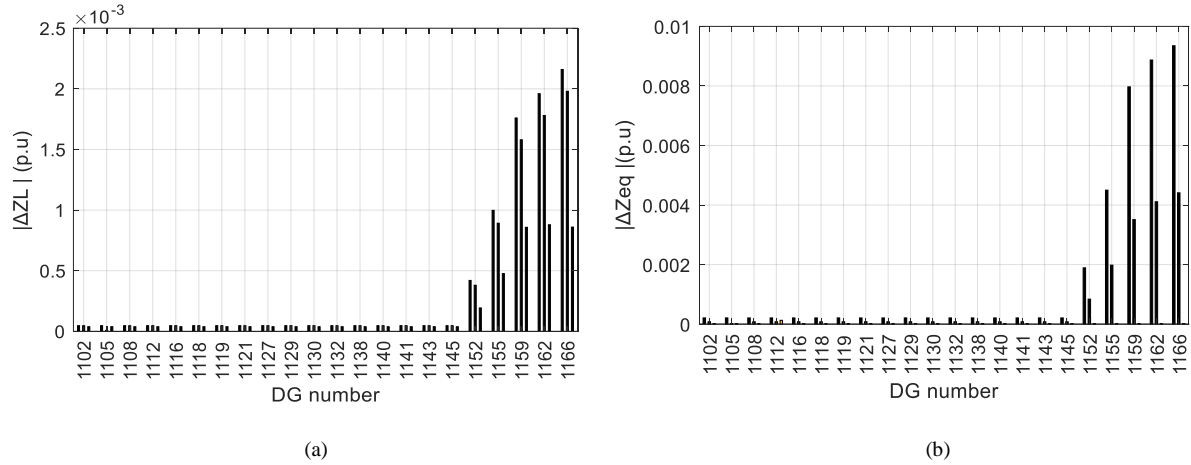 ×10⁻³
2.5
2
1.5
1
0.5
0
|ΔZL | (p.u)
1102 1105 1108 1112 1116 1118 1119 1121 1127 1129 1130 1132 1138 1140 1141 1143 1145 1152 1155 1159 1162 1166
DG number
(a)
0.01
0.008
0.006
0.004
0.002
0
|ΔZeq |(p.u)
1102 1105 1108 1112 1116 1118 1119 1121 1127 1129 1130 1132 1138 1140 1141 1143 1145 1152 1155 1159 1162 1166
DG number
(b)